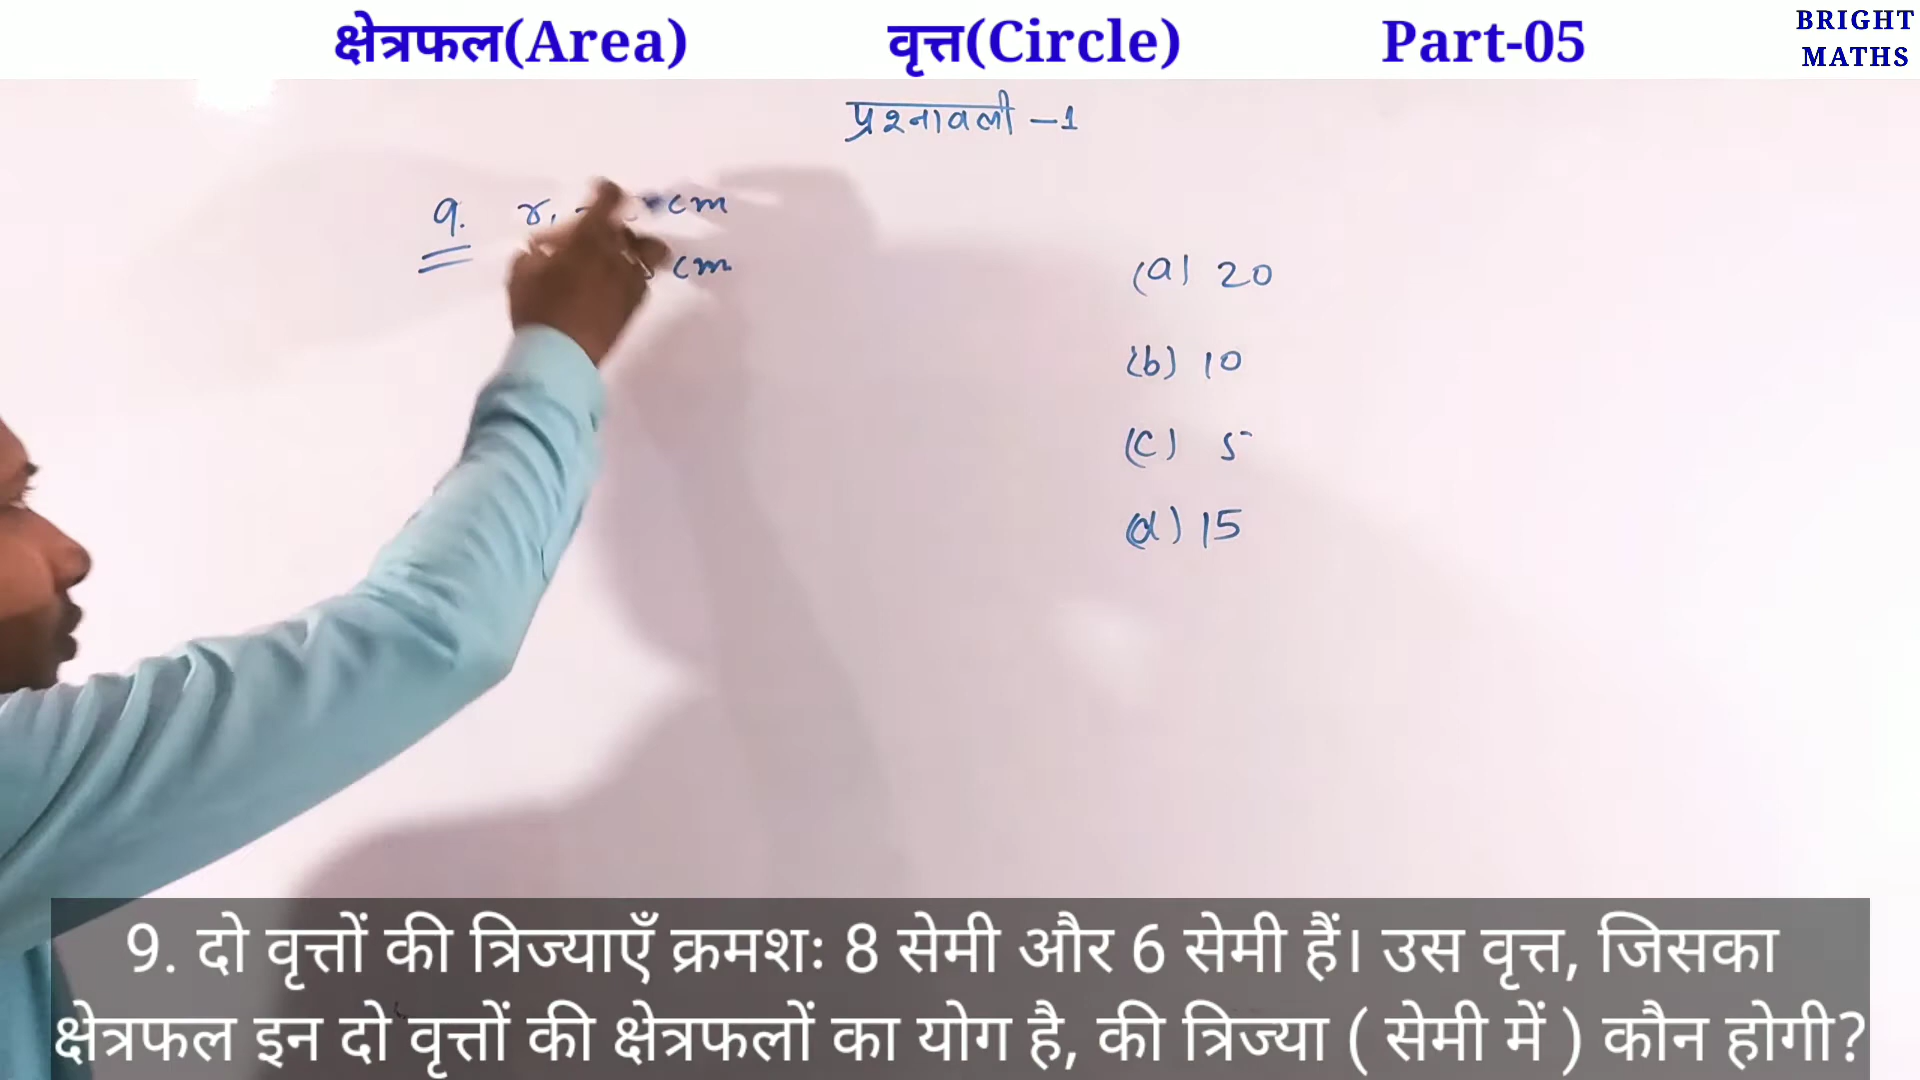 क्षेत्रफल(Area) वृत्त(Circle) Part-05 BRIGHT MATHS
प्रश्नावली -1
9. r₁ cm
cm
(a) 20
(b) 10
(c) 5
(d) 15
9. दो वृत्तों की त्रिज्याएँ क्रमशः 8 सेमी और 6 सेमी हैं। उस वृत्त, जिसका
क्षेत्रफल इन दो वृत्तों की क्षेत्रफलों का योग है, की त्रिज्या ( सेमी में ) कौन होगी?